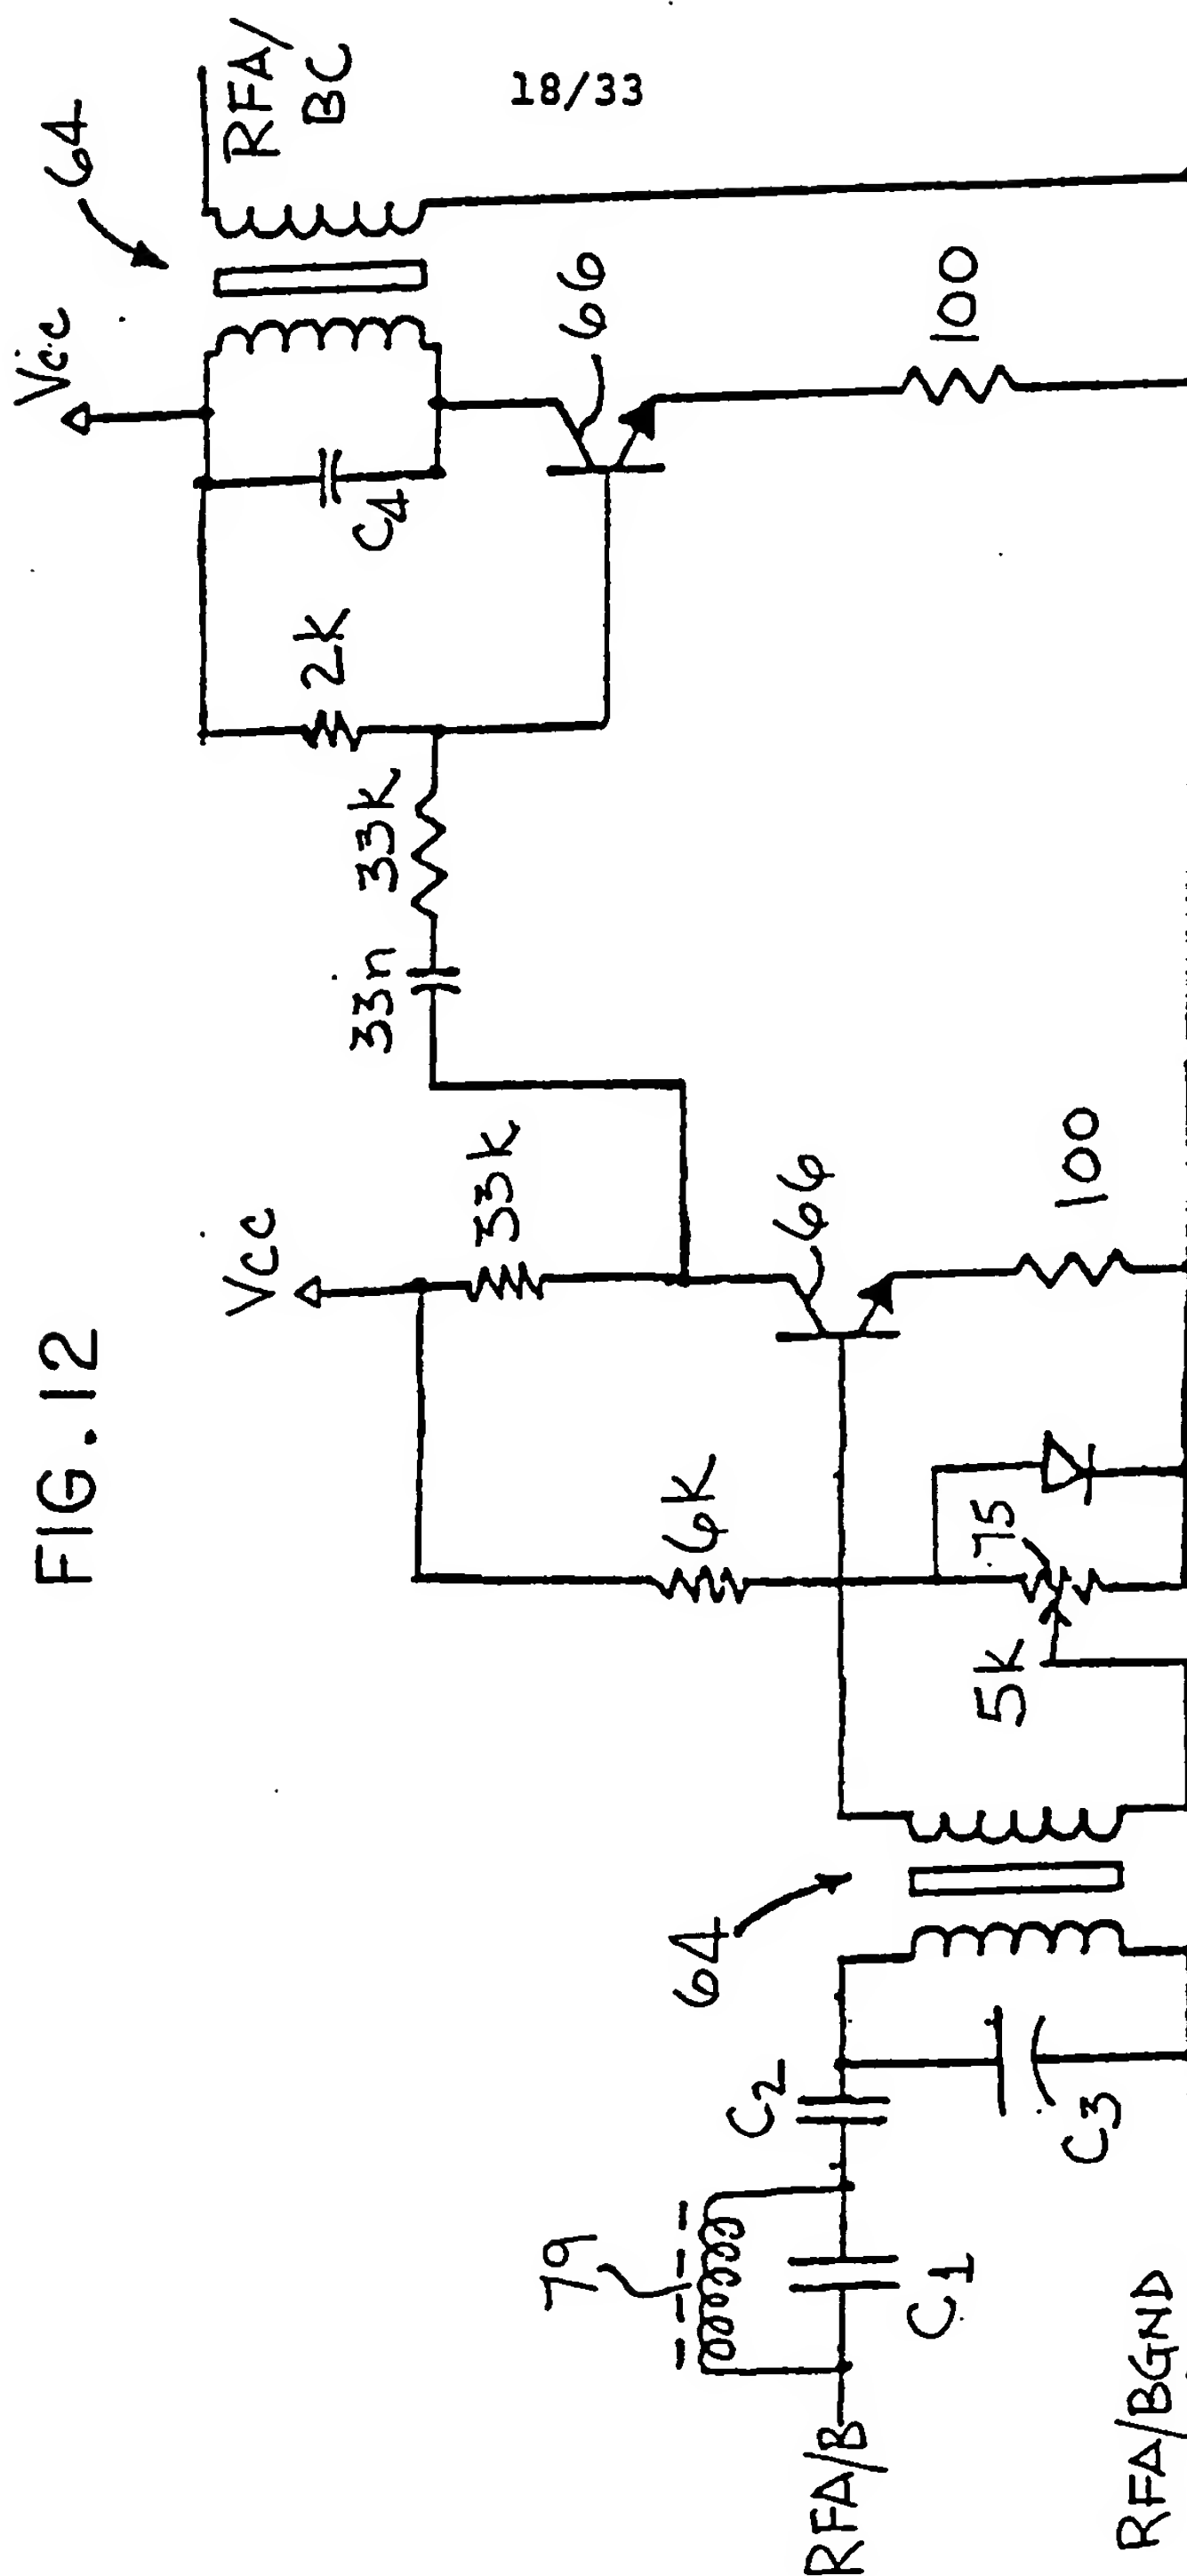 18/33
FIG. 12
64
RFA/
BC
Vcc
C4
66
100
2K
33K
33n
Vcc
33K
66
100
6K
75
5K
64
C2
C3
79
C1
RFA/B
RFA/BGND